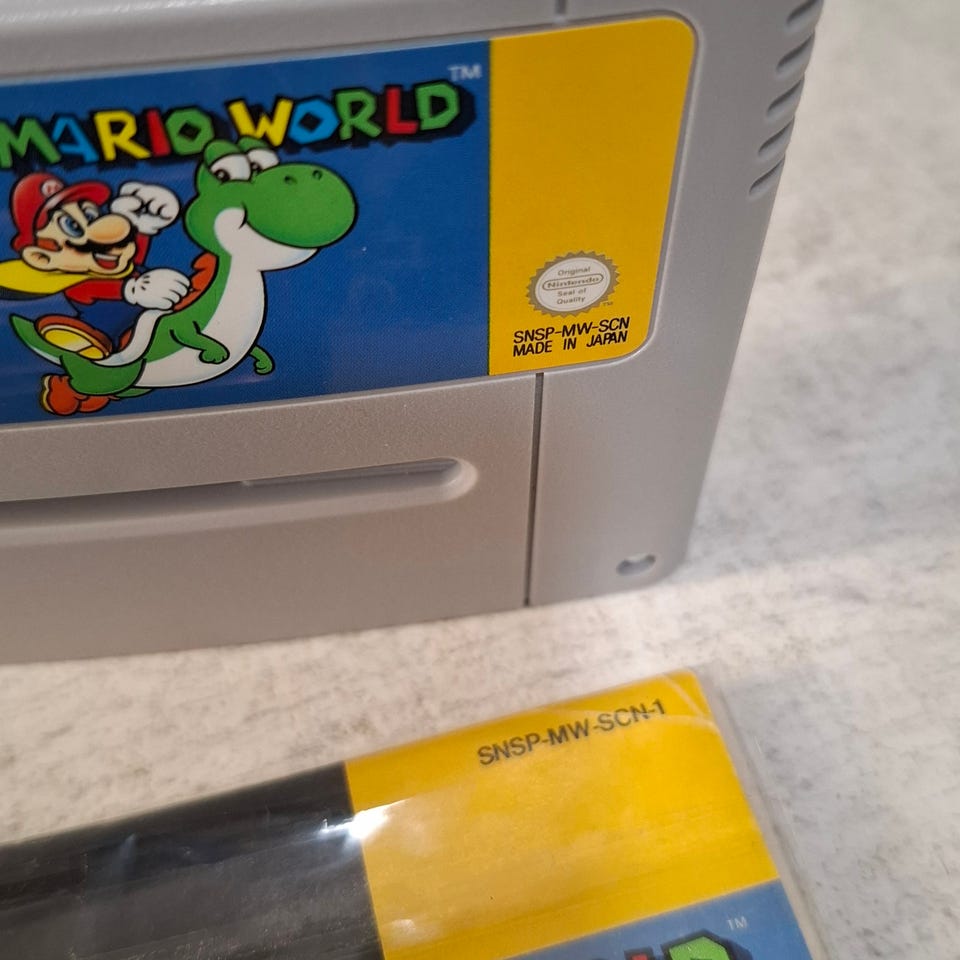 MARIO WORLD TM
Original
Nintendo
Seal of
Quality
TM
SNSP-MW-SCN
MADE IN JAPAN
SNSP-MW-SCN-1
TM